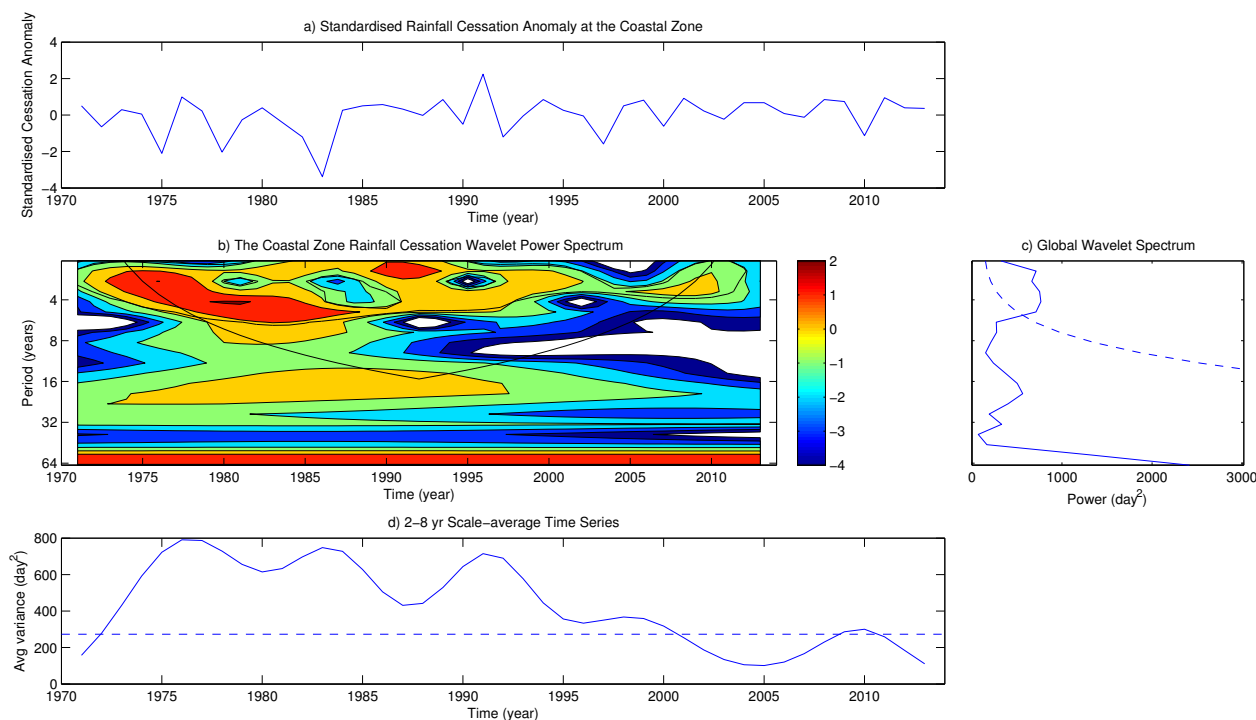 a) Standardised Rainfall Cessation Anomaly at the Coastal Zone
Standardised Cessation Anomaly
4
2
0
−2
−4
1970 1975 1980 1985 1990 1995 2000 2005 2010
Time (year)
b) The Coastal Zone Rainfall Cessation Wavelet Power Spectrum
Period (years)
4
8
16
32
64
1970 1975 1980 1985 1990 1995 2000 2005 2010
Time (year)
2
1
0
−1
−2
−3
−4
c) Global Wavelet Spectrum
0 1000 2000 3000
Power (day²)
d) 2−8 yr Scale−average Time Series
Avg variance (day²)
800
600
400
200
0
1970 1975 1980 1985 1990 1995 2000 2005 2010
Time (year)